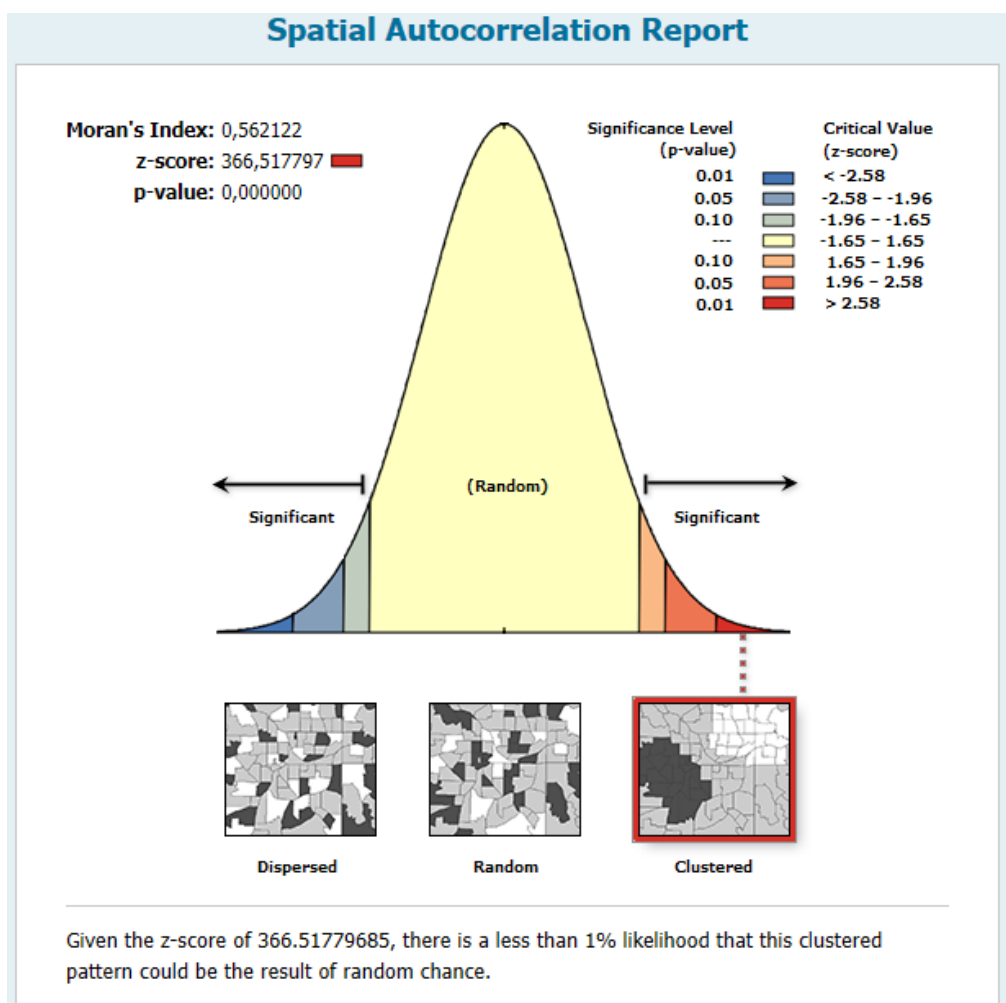 Spatial Autocorrelation Report
Moran's Index: 0,562122
z-score: 366,517797
p-value: 0,000000
Significance Level
(p-value)
Critical Value
(z-score)
0.01 < -2.58
0.05 -2.58 – -1.96
0.10 -1.96 – -1.65
--- -1.65 – 1.65
0.10 1.65 – 1.96
0.05 1.96 – 2.58
0.01 > 2.58
(Random)
Significant
Significant
Dispersed
Random
Clustered
Given the z-score of 366.51779685, there is a less than 1% likelihood that this clustered
pattern could be the result of random chance.